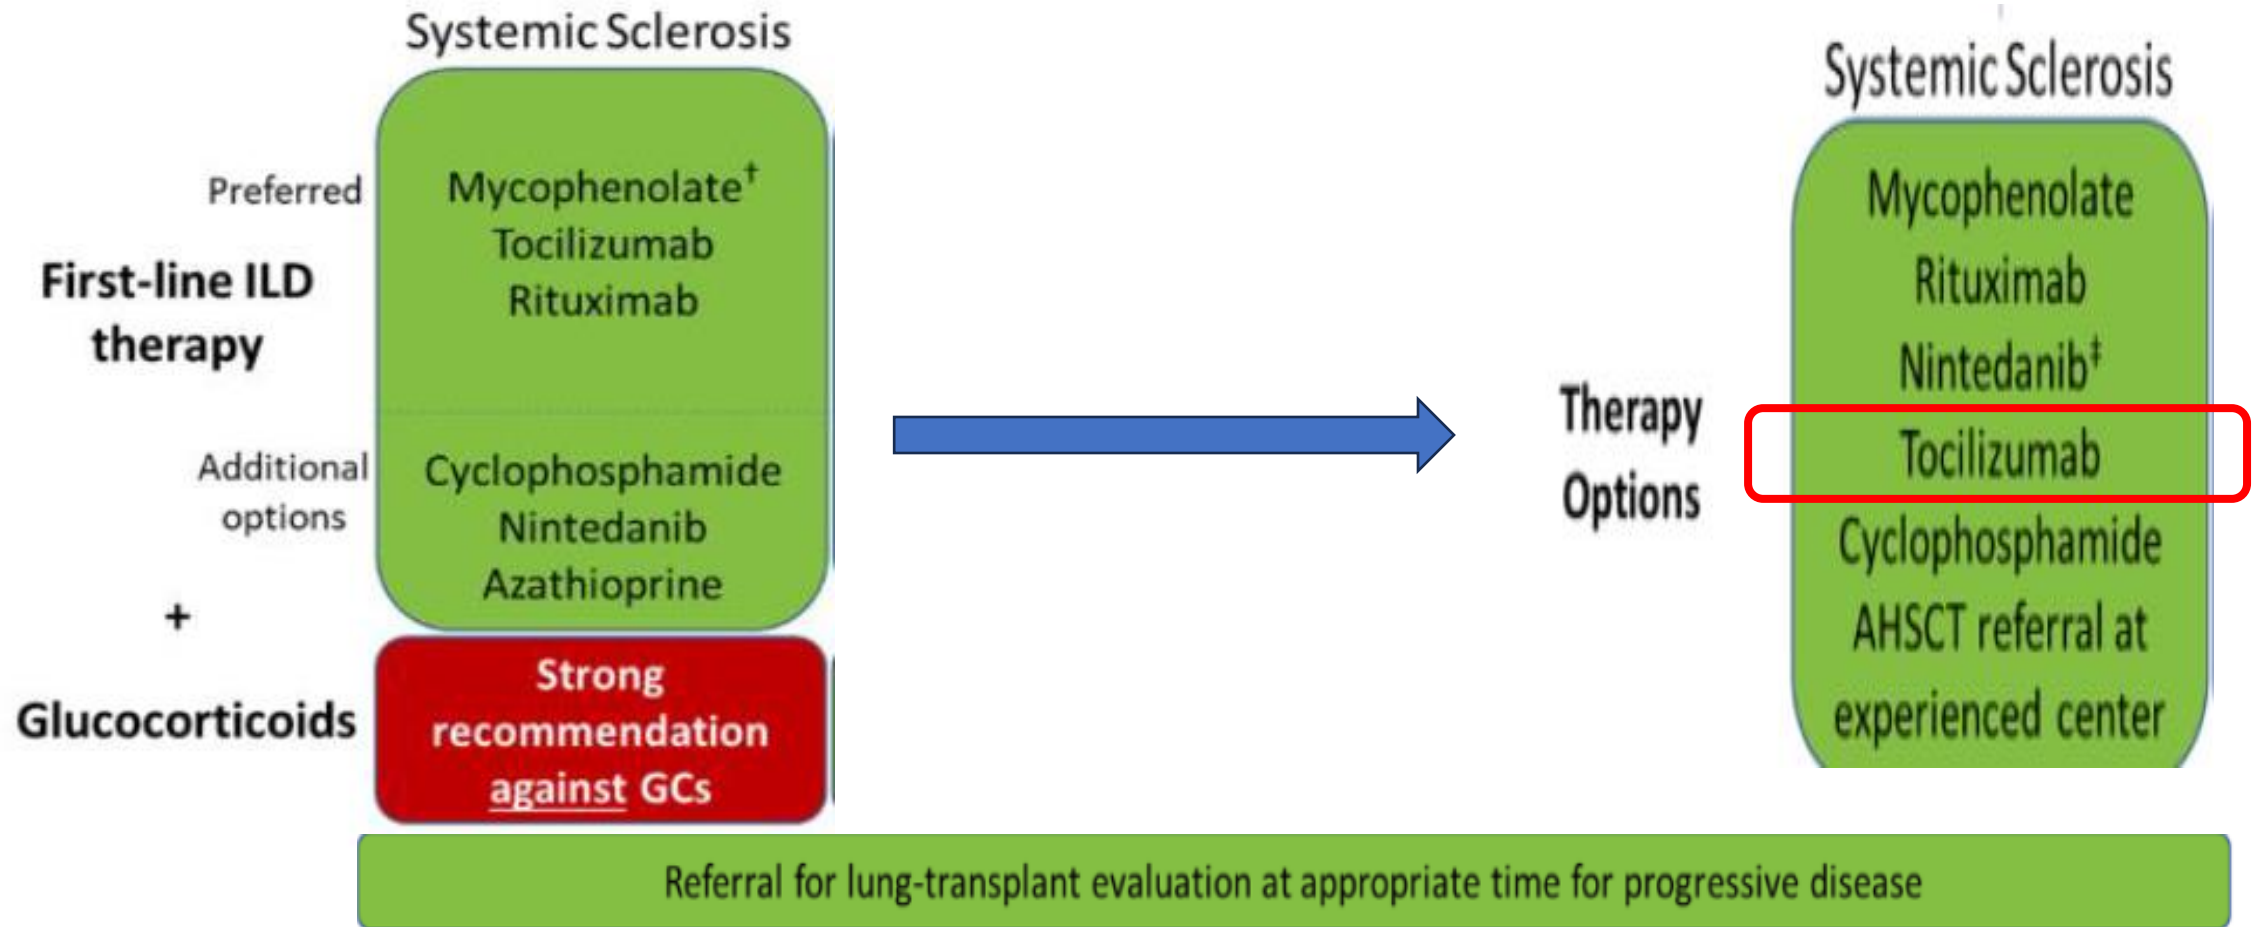 Systemic Sclerosis
Preferred
First-line ILD
therapy
Mycophenolate†
Tocilizumab
Rituximab
Additional
options
Cyclophosphamide
Nintedanib
Azathioprine
+
Glucocorticoids
Strong
recommendation
against GCs
Systemic Sclerosis
Therapy
Options
Mycophenolate
Rituximab
Nintedanib‡
Tocilizumab
Cyclophosphamide
AHSCT referral at
experienced center
Referral for lung-transplant evaluation at appropriate time for progressive disease